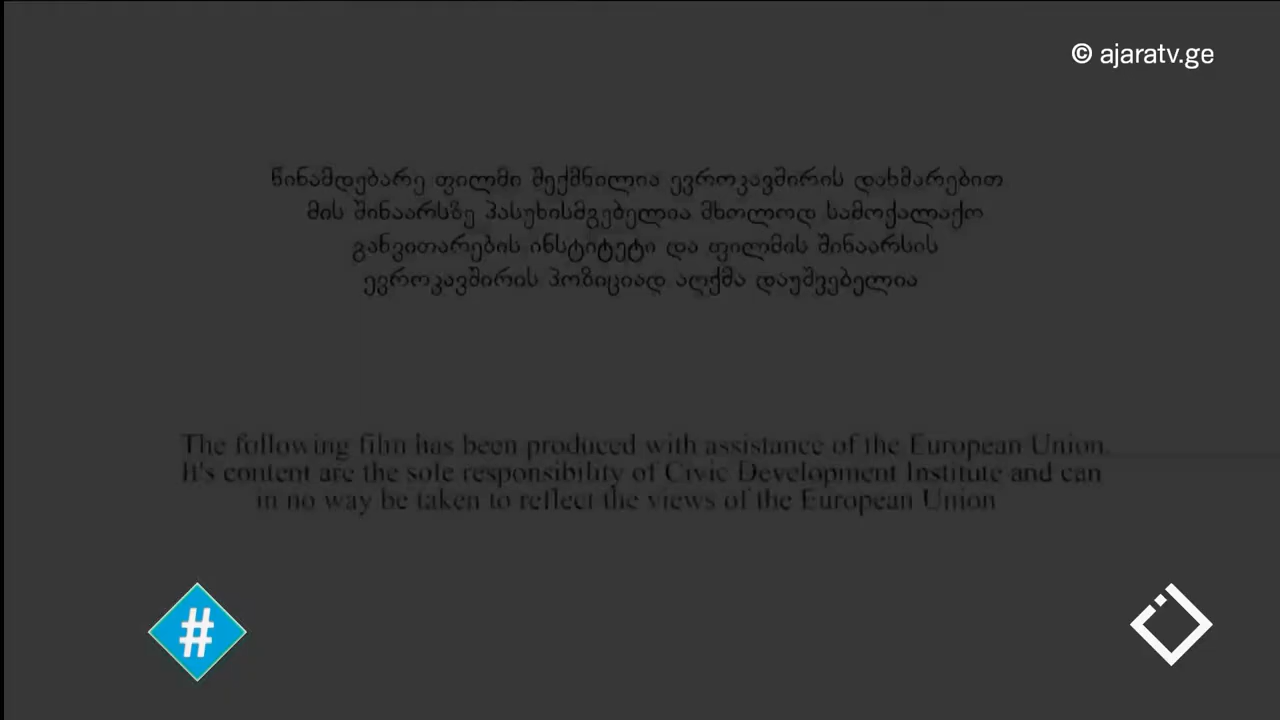 © ajaratv.ge
წინამდებარე ფილმი შექმნილია ევროკავშირის დახმარებით
მის შინაარსზე პასუხისმგებელია მხოლოდ სამოქალაქო
განვითარების ინსტიტეტი და ფილმის შინაარსის
ევროკავშირის პოზიციად აღქმა დაუშვებელია
The following film has been produced with assistance of the European Union.
It's content are the sole responsibility of Civic Development Institute and can
in no way be taken to reflect the views of the European Union
#